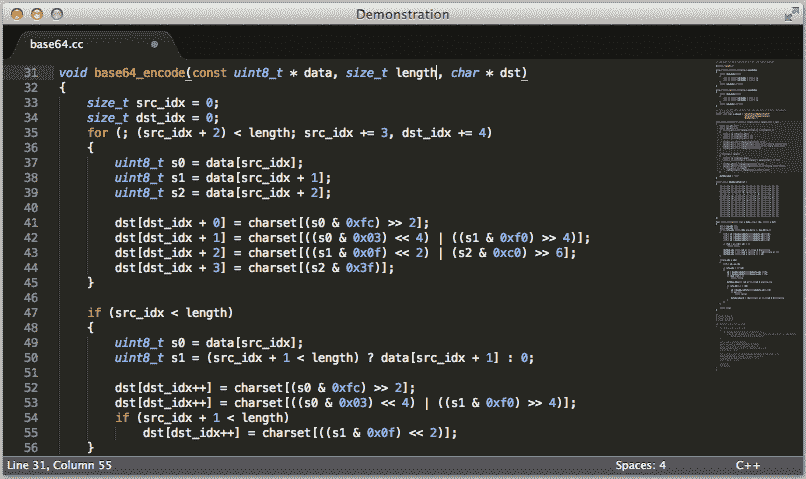 Demonstration
base64.cc
31 void base64_encode(const uint8_t * data, size_t length, char * dst)
32 {
33     size_t src_idx = 0;
34     size_t dst_idx = 0;
35     for (; (src_idx + 2) < length; src_idx += 3, dst_idx += 4)
36     {
37         uint8_t s0 = data[src_idx];
38         uint8_t s1 = data[src_idx + 1];
39         uint8_t s2 = data[src_idx + 2];
40
41         dst[dst_idx + 0] = charset[(s0 & 0xfc) >> 2];
42         dst[dst_idx + 1] = charset[((s0 & 0x03) << 4) | ((s1 & 0xf0) >> 4)];
43         dst[dst_idx + 2] = charset[((s1 & 0x0f) << 2) | (s2 & 0xc0) >> 6];
44         dst[dst_idx + 3] = charset[(s2 & 0x3f)];
45     }
46
47     if (src_idx < length)
48     {
49         uint8_t s0 = data[src_idx];
50         uint8_t s1 = (src_idx + 1 < length) ? data[src_idx + 1] : 0;
51
52         dst[dst_idx++] = charset[(s0 & 0xfc) >> 2];
53         dst[dst_idx++] = charset[((s0 & 0x03) << 4) | ((s1 & 0xf0) >> 4)];
54         if (src_idx + 1 < length)
55             dst[dst_idx++] = charset[((s1 & 0x0f) << 2)];
56     }
Line 31, Column 55 Spaces: 4 C++